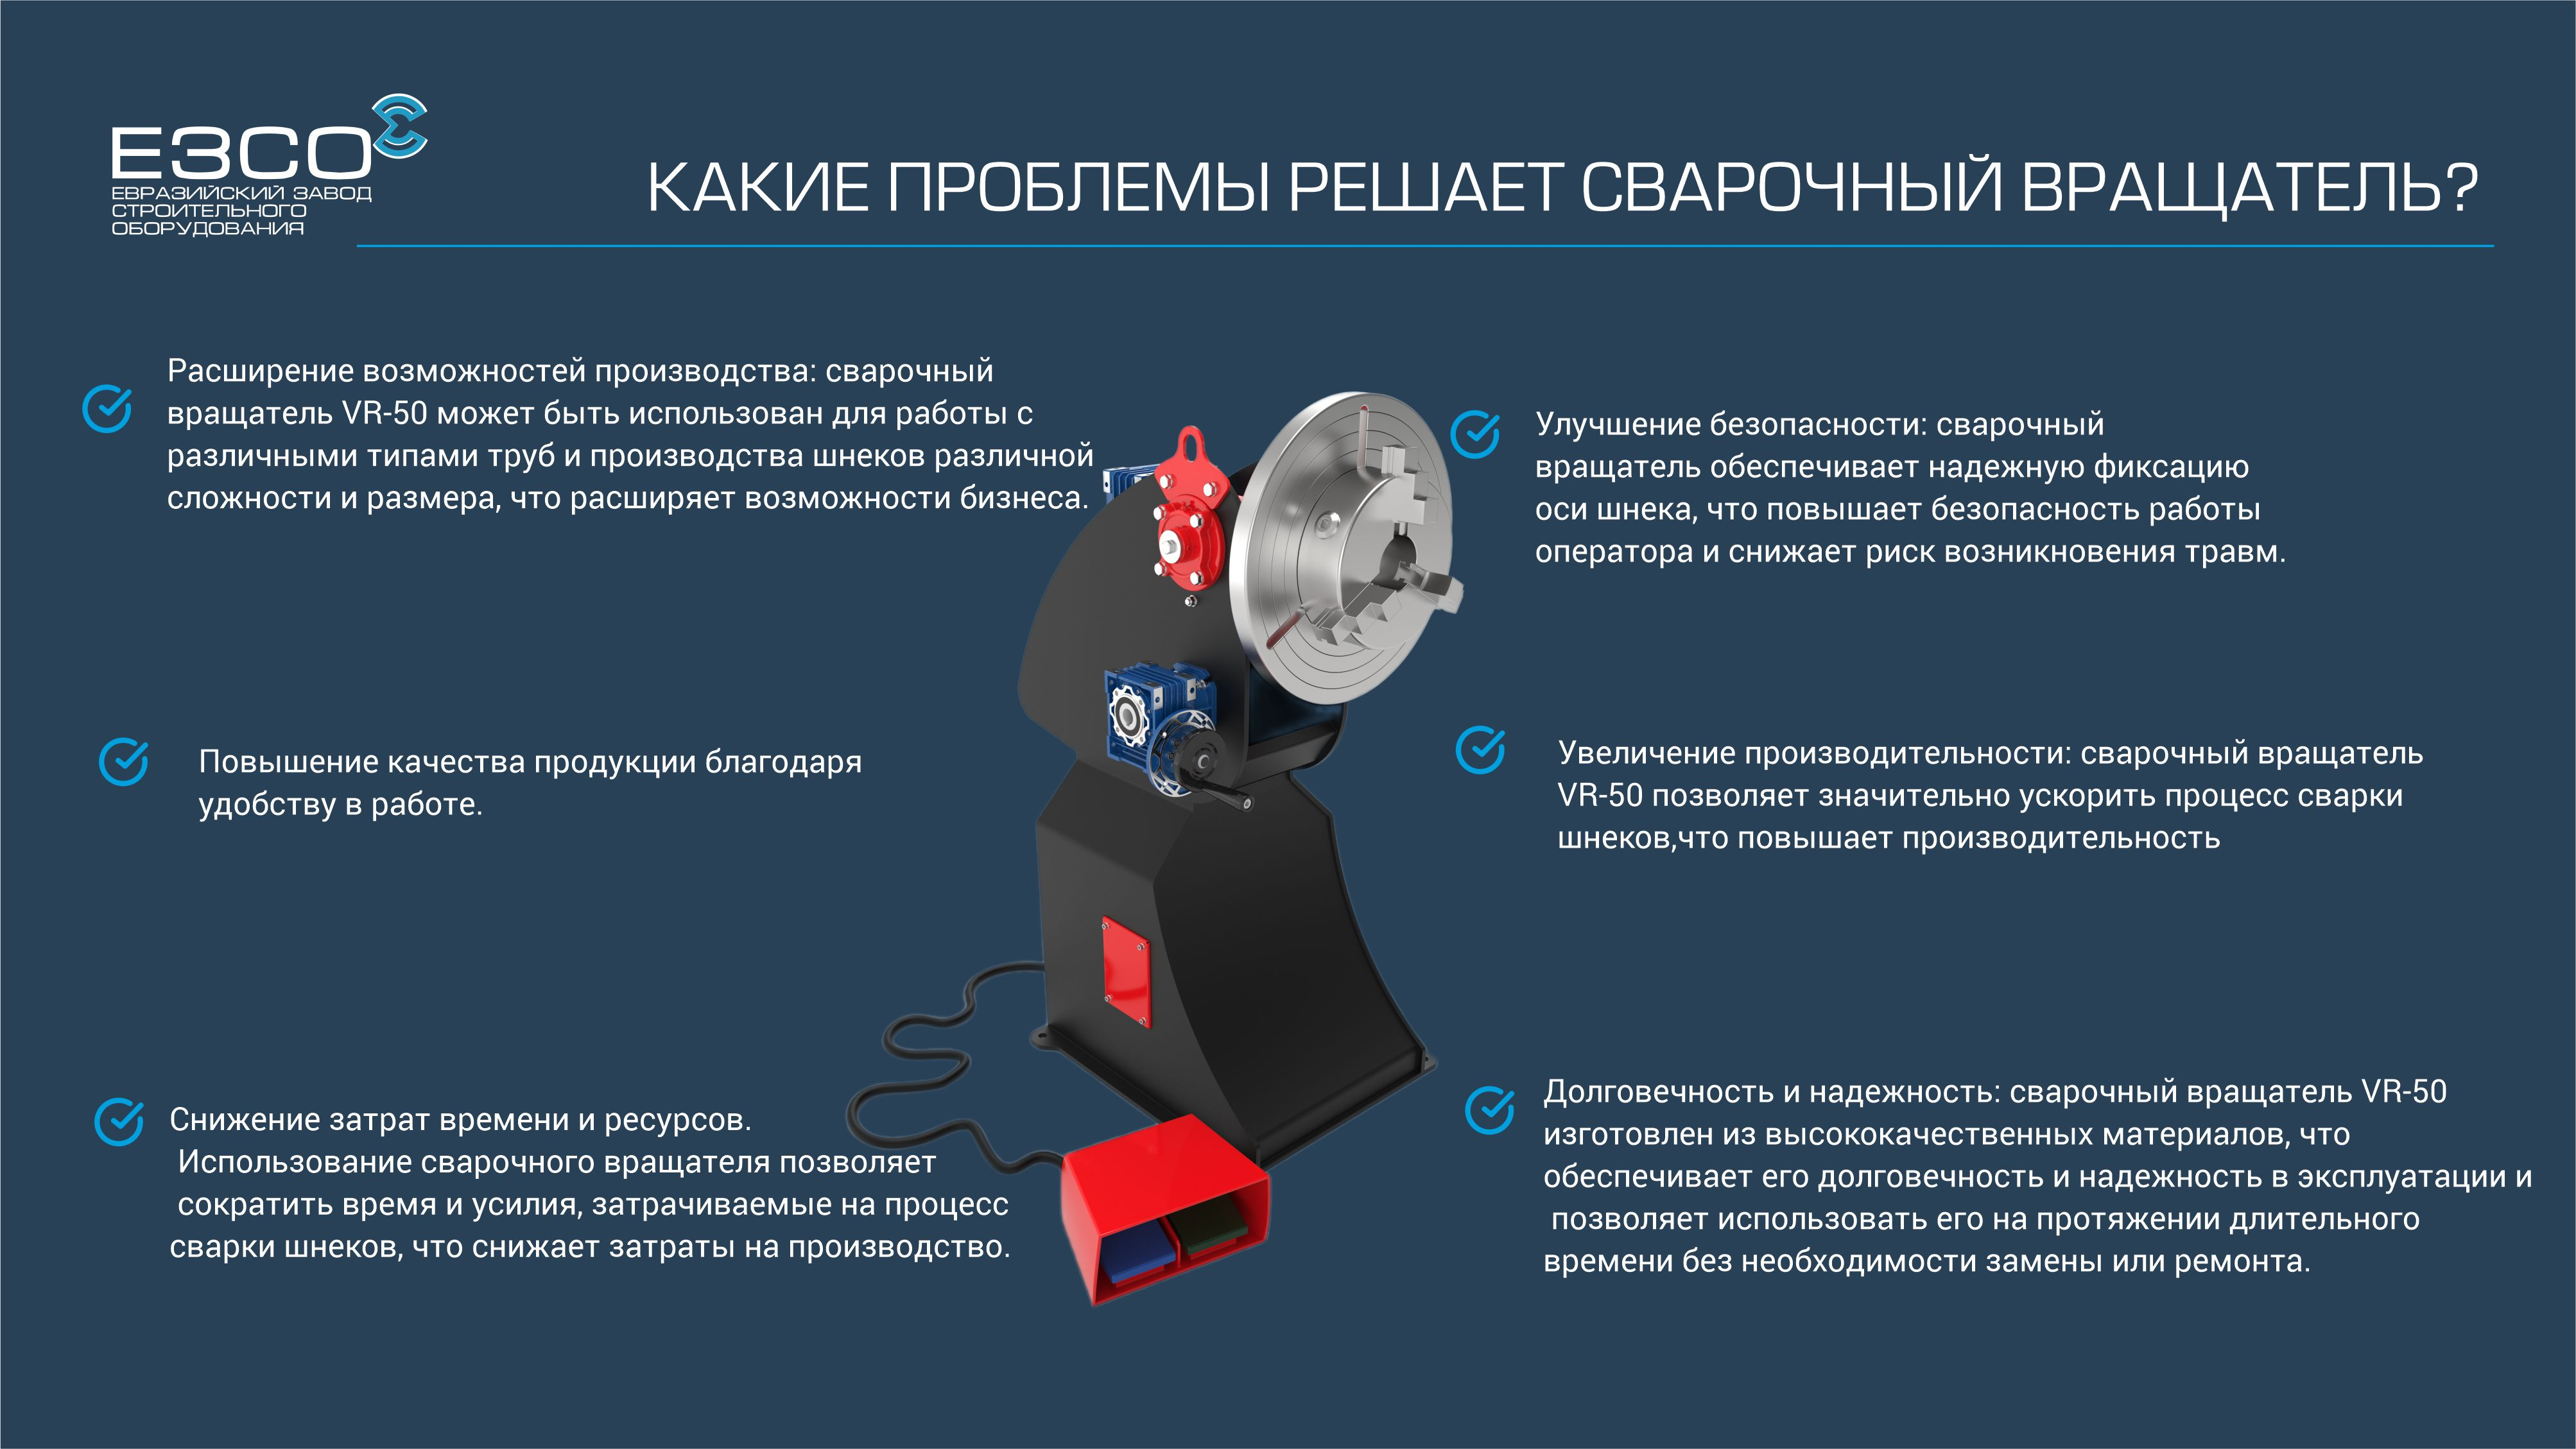 ЕЗСО
ЕВРАЗИЙСКИЙ ЗАВОД
СТРОИТЕЛЬНОГО
ОБОРУДОВАНИЯ
КАКИЕ ПРОБЛЕМЫ РЕШАЕТ СВАРОЧНЫЙ ВРАЩАТЕЛЬ?
Расширение возможностей производства: сварочный
вращатель VR-50 может быть использован для работы с
различными типами труб и производства шнеков различной
сложности и размера, что расширяет возможности бизнеса.
Повышение качества продукции благодаря
удобству в работе.
Снижение затрат времени и ресурсов.
Использование сварочного вращателя позволяет
сократить время и усилия, затрачиваемые на процесс
сварки шнеков, что снижает затраты на производство.
Улучшение безопасности: сварочный
вращатель обеспечивает надежную фиксацию
оси шнека, что повышает безопасность работы
оператора и снижает риск возникновения травм.
Увеличение производительности: сварочный вращатель
VR-50 позволяет значительно ускорить процесс сварки
шнеков,что повышает производительность
Долговечность и надежность: сварочный вращатель VR-50
изготовлен из высококачественных материалов, что
обеспечивает его долговечность и надежность в эксплуатации и
позволяет использовать его на протяжении длительного
времени без необходимости замены или ремонта.